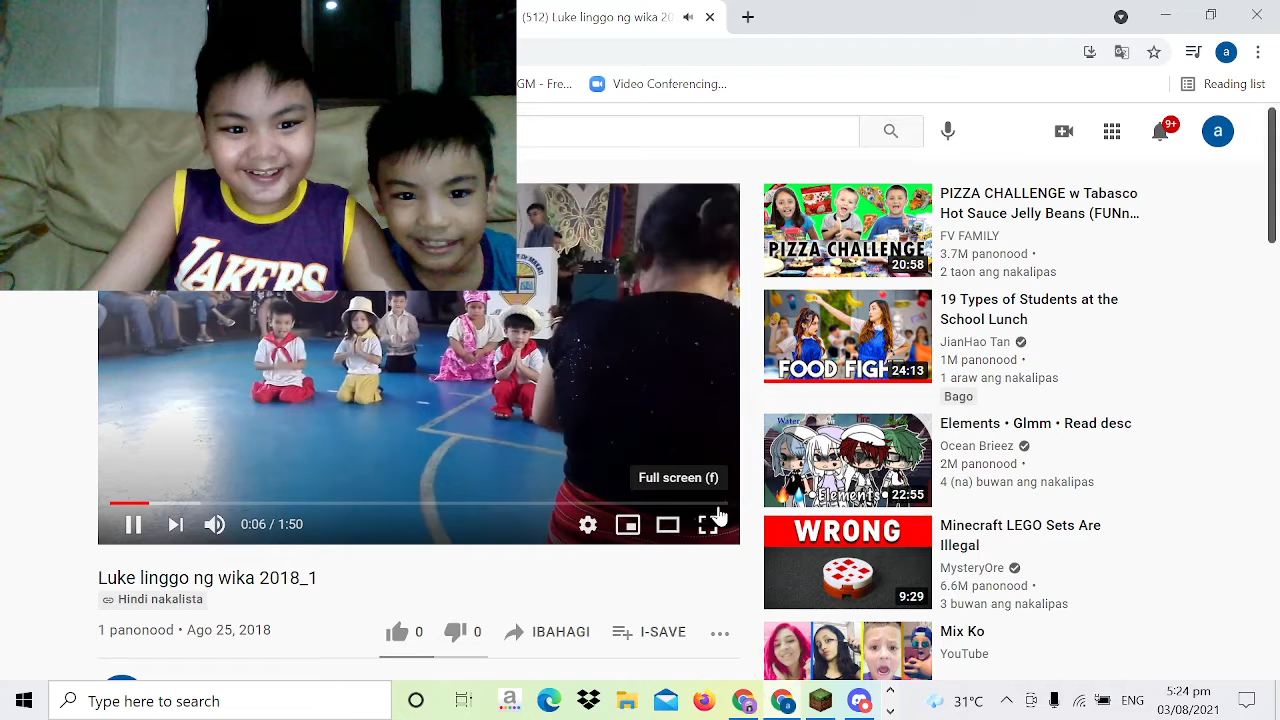 (512) Luke linggo ng wika 20
a
GM - Fre...
Video Conferencing...
Reading list
9+
a
LAKERS
PIZZA CHALLENGE
20:58
PIZZA CHALLENGE w Tabasco
Hot Sauce Jelly Beans (FUNn...
FV FAMILY
3.7M panonood •
2 taon ang nakalipas
FOOD FIGH
24:13
19 Types of Students at the
School Lunch
JianHao Tan
1M panonood •
1 araw ang nakalipas
Bago
Water
Fire
•Elements•
22:55
Elements • Glmm • Read desc
Ocean Brieez
2M panonood •
4 (na) buwan ang nakalipas
WRONG
9:29
Minecraft LEGO Sets Are
Illegal
MysteryOre
6.6M panonood •
3 buwan ang nakalipas
Mix Ko
YouTube
Full screen (f)
0:06 / 1:50
Luke linggo ng wika 2018_1
Hindi nakalista
1 panonood • Ago 25, 2018
0
0
IBAHAGI
I-SAVE
Type here to search
a
31°C
ENG
5:24 pm
03/08/2021